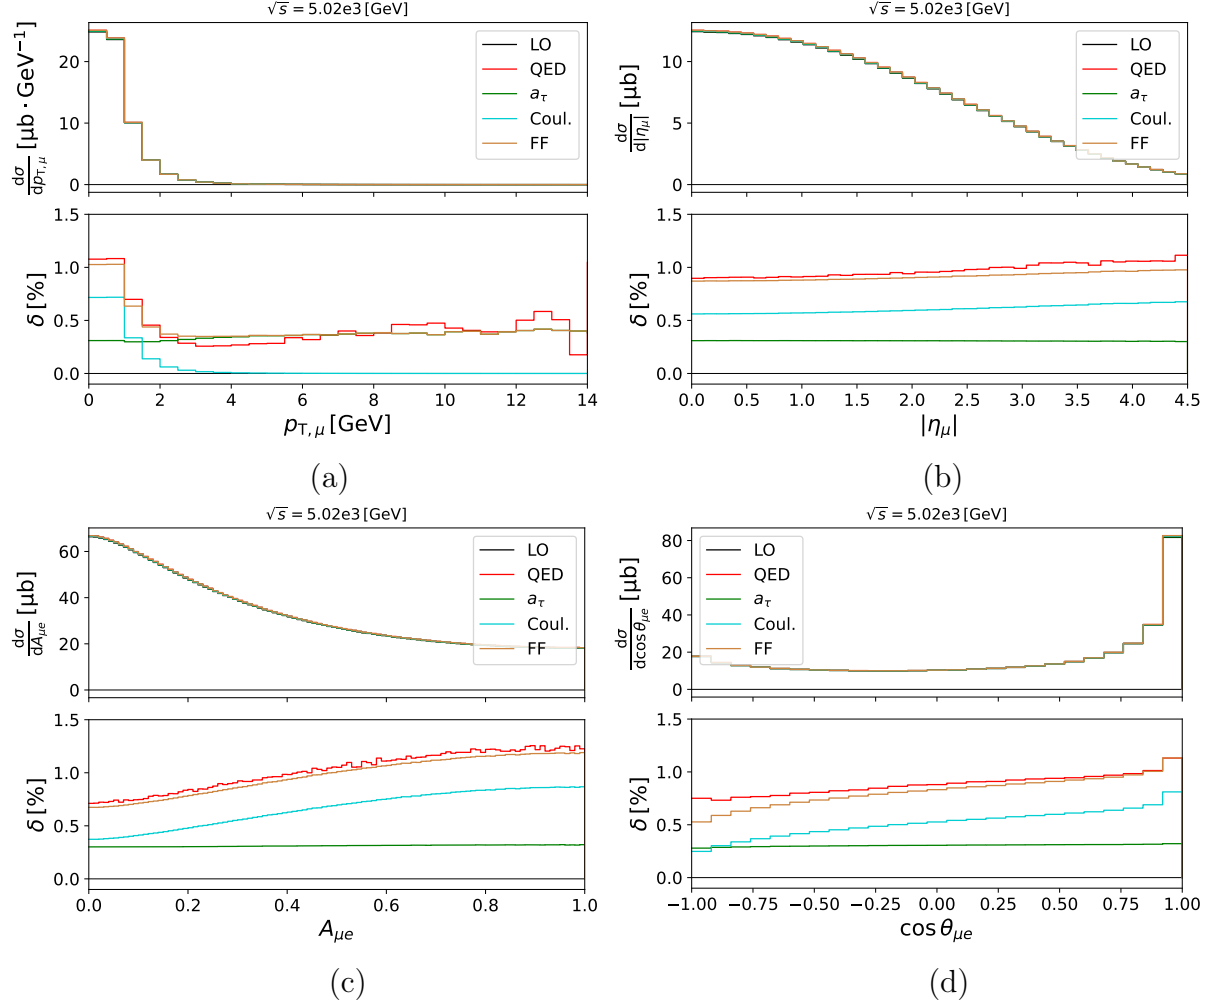 √s = 5.02e3 [GeV]
dσ/dp_T,μ [μb · GeV⁻¹]
20
10
0
LO
QED
a_τ
Coul.
FF
δ [%]
1.5
1.0
0.5
0.0
0 2 4 6 8 10 12 14
p_T,μ [GeV]
(a)
√s = 5.02e3 [GeV]
dσ/d|η_μ| [μb]
10
5
0
LO
QED
a_τ
Coul.
FF
δ [%]
1.5
1.0
0.5
0.0
0.0 0.5 1.0 1.5 2.0 2.5 3.0 3.5 4.0 4.5
|η_μ|
(b)
√s = 5.02e3 [GeV]
dσ/dA_μe [μb]
60
40
20
0
LO
QED
a_τ
Coul.
FF
δ [%]
1.5
1.0
0.5
0.0
0.0 0.2 0.4 0.6 0.8 1.0
A_μe
(c)
√s = 5.02e3 [GeV]
dσ/dcosθ_μe [μb]
80
60
40
20
0
LO
QED
a_τ
Coul.
FF
δ [%]
1.5
1.0
0.5
0.0
−1.00 −0.75 −0.50 −0.25 0.00 0.25 0.50 0.75 1.00
cos θ_μe
(d)